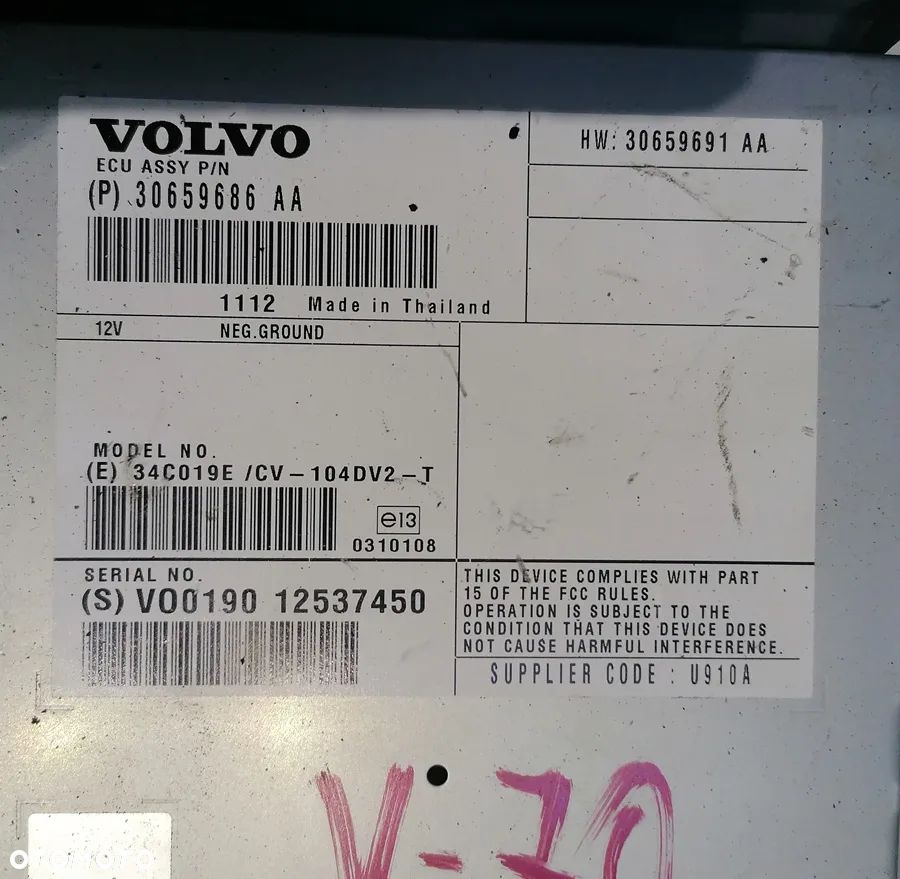 VOLVO
ECU ASSY P/N
(P) 30659686 AA
1112 Made in Thailand
HW: 30659691 AA
12V NEG.GROUND
MODEL NO.
(E) 34C019E /CV-104DV2-T
e13
0310108
SERIAL NO.
(S) VO0190 12537450
THIS DEVICE COMPLIES WITH PART
15 OF THE FCC RULES.
OPERATION IS SUBJECT TO THE
CONDITION THAT THIS DEVICE DOES
NOT CAUSE HARMFUL INTERFERENCE.
SUPPLIER CODE : U910A
V-70
OTOMOTO